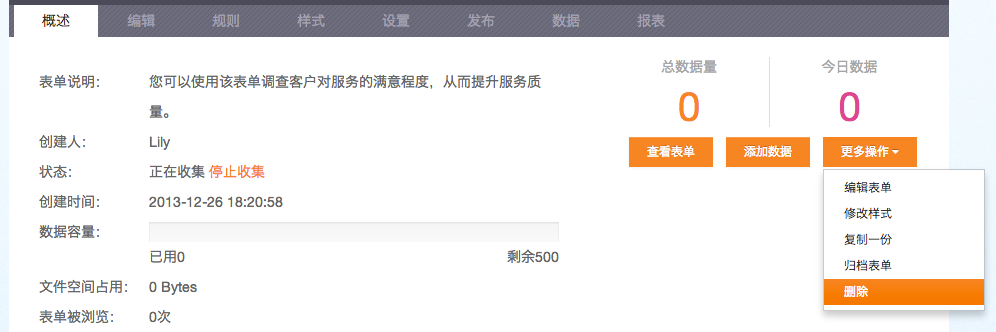 概述 编辑 规则 样式 设置 发布 数据 报表
总数据量 今日数据
0 0
查看表单 添加数据 更多操作
编辑表单
修改样式
复制一份
归档表单
删除
表单说明： 您可以使用该表单调查客户对服务的满意程度，从而提升服务质
量。
创建人： Lily
状态： 正在收集 停止收集
创建时间： 2013-12-26 18:20:58
数据容量：
已用0 剩余500
文件空间占用： 0 Bytes
表单被浏览： 0次